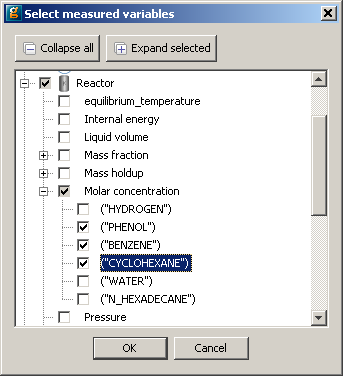 Select measured variables
Collapse all
Expand selected
Reactor
equilibrium_temperature
Internal energy
Liquid volume
Mass fraction
Mass holdup
Molar concentration
("HYDROGEN")
("PHENOL")
("BENZENE")
("CYCLOHEXANE")
("WATER")
("N_HEXADECANE")
Pressure
OK
Cancel